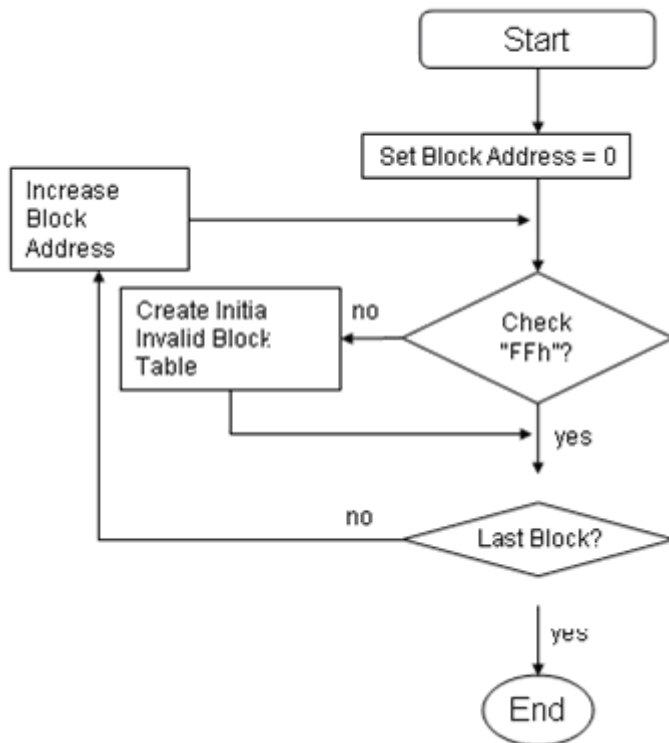 Start
Set Block Address = 0
Increase
Block
Address
Create Initia
Invalid Block
Table
no
Check
"FFh"?
yes
no
Last Block?
yes
End